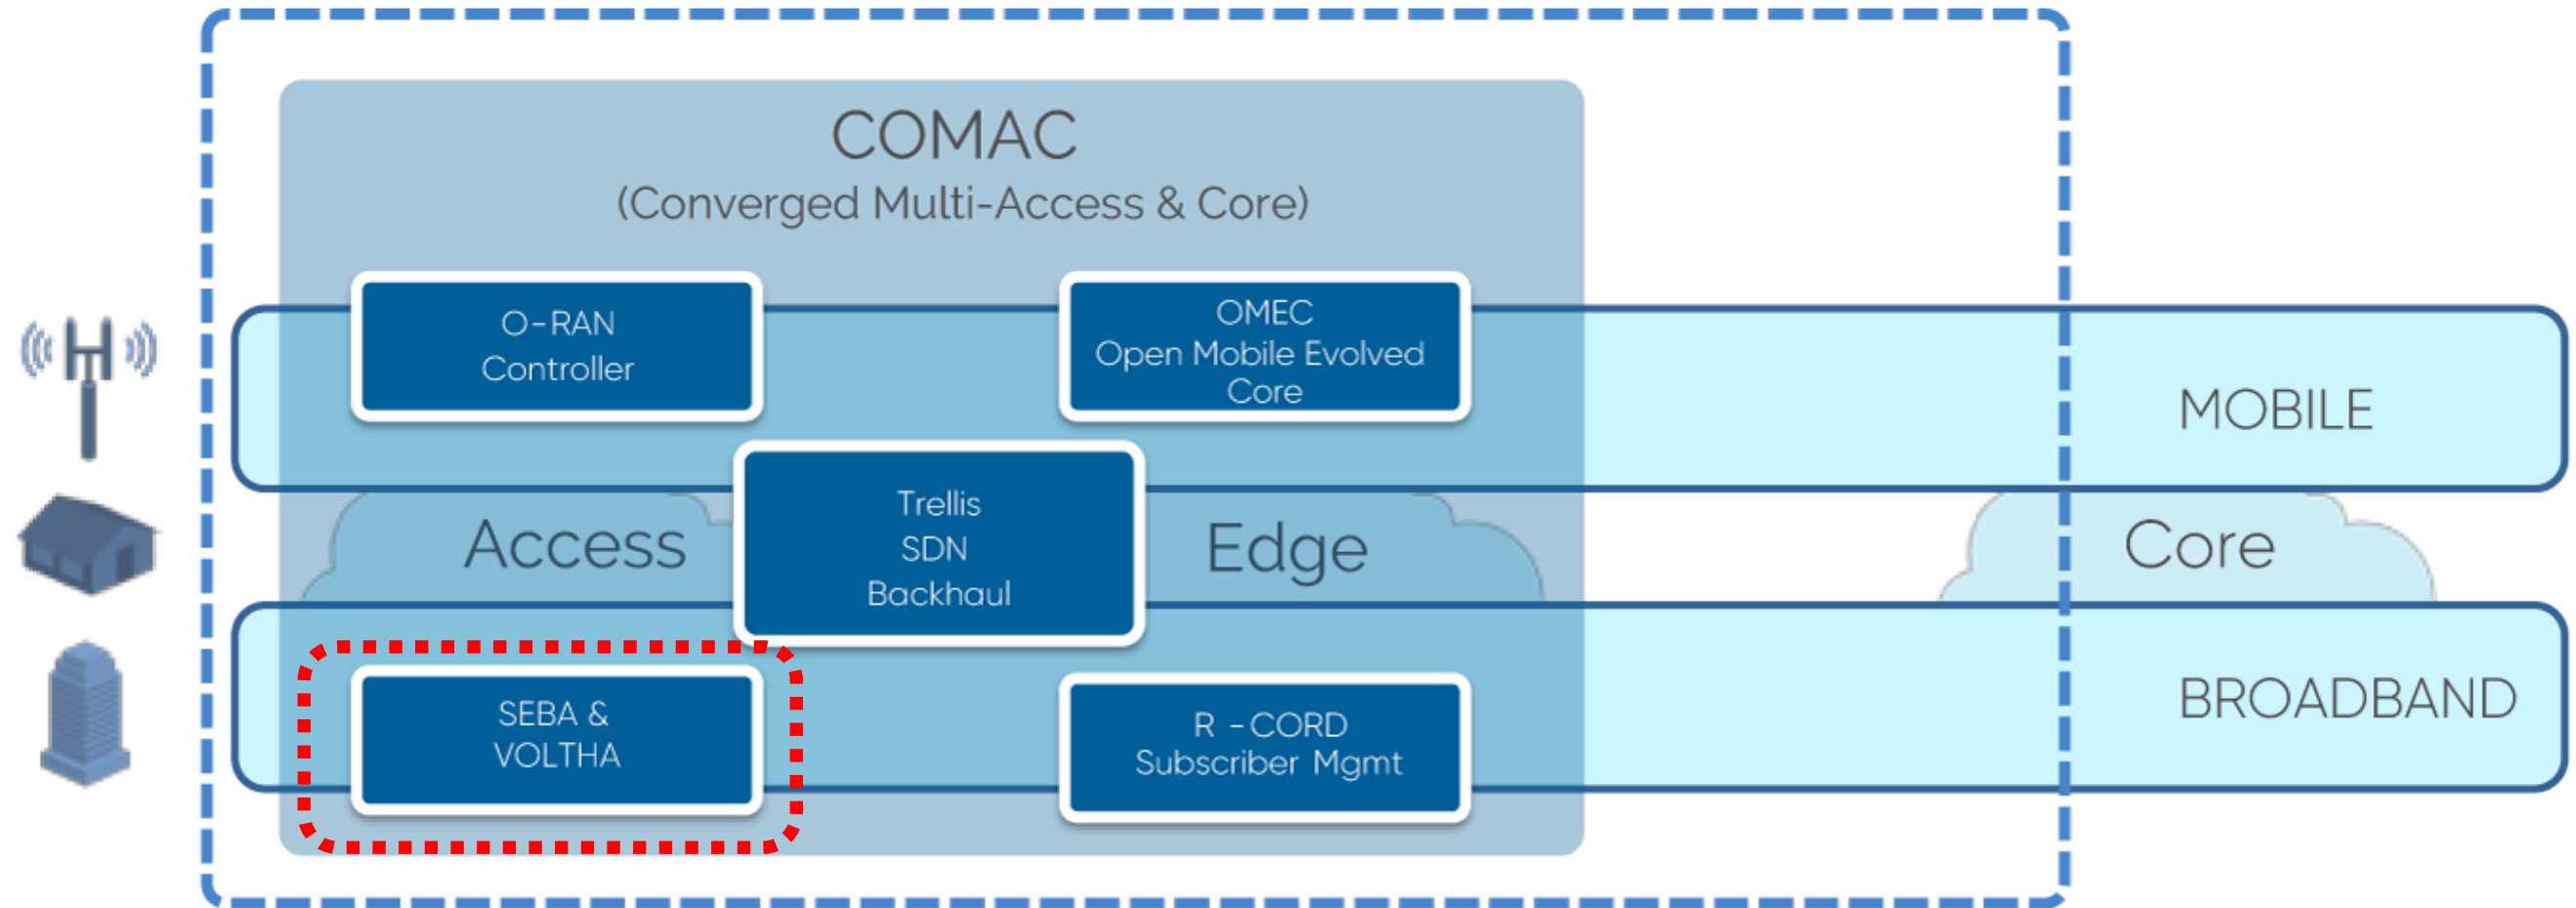 COMAC
(Converged Multi-Access & Core)
O-RAN
Controller
OMEC
Open Mobile Evolved
Core
MOBILE
Trellis
SDN
Backhaul
Access
Edge
Core
SEBA &
VOLTHA
R -CORD
Subscriber Mgmt
BROADBAND